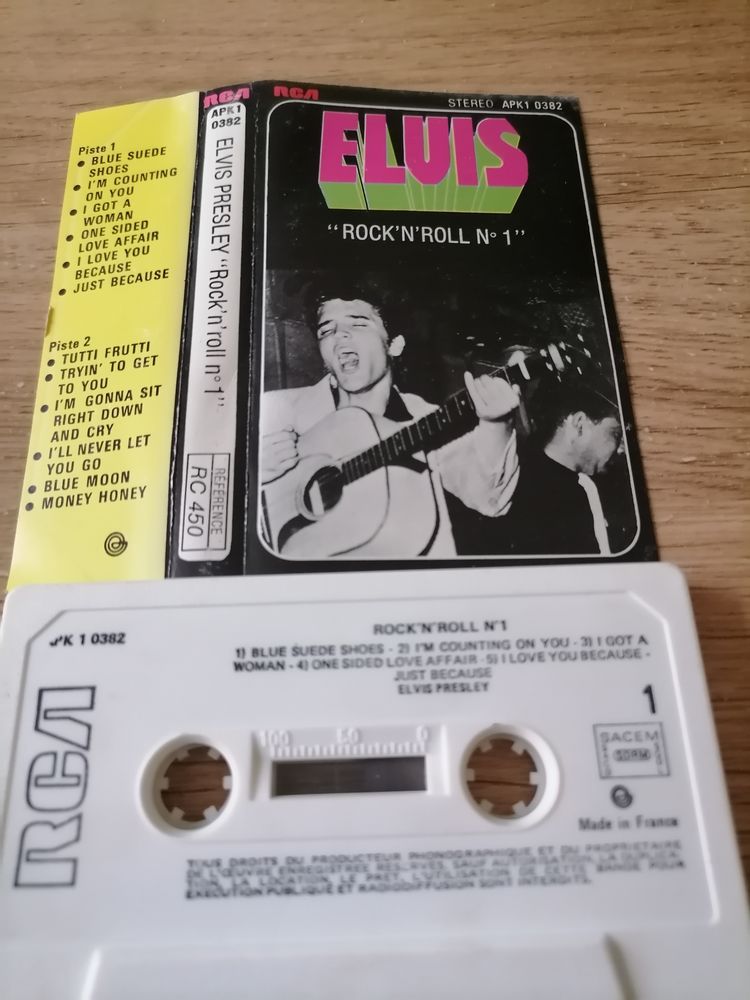 Piste 1
• BLUE SUEDE
SHOES
• I'M COUNTING
ON YOU
• I GOT A
WOMAN
• ONE SIDED
LOVE AFFAIR
• I LOVE YOU
BECAUSE
• JUST BECAUSE
Piste 2
• TUTTI FRUTTI
• TRYIN' TO GET
TO YOU
• I'M GONNA SIT
RIGHT DOWN
AND CRY
• I'LL NEVER LET
YOU GO
• BLUE MOON
• MONEY HONEY
RCA
APK1
0382
ELVIS PRESLEY "Rock'n'roll n° 1"
RÉFÉRENCE
RC 450
RCA
STEREO APK1 0382
ELVIS
"ROCK'N'ROLL N° 1"
PK 1 0382
ROCK'N'ROLL N°1
1) BLUE SUEDE SHOES - 2) I'M COUNTING ON YOU - 3) I GOT A
WOMAN - 4) ONE SIDED LOVE AFFAIR - 5) I LOVE YOU BECAUSE -
JUST BECAUSE
ELVIS PRESLEY
1
RCA
100 50 0
SACEM
SDRM
Made in France
TOUS DROITS DU PRODUCTEUR PHONOGRAPHIQUE ET DU PROPRIETAIRE
DE L'ŒUVRE ENREGISTREE RESERVES. SAUF AUTORISATION, LA DUPLICA-
TION, LA LOCATION, LE PRET, L'UTILISATION DE CETTE BANDE POUR
EXECUTION PUBLIQUE ET RADIODIFFUSION SONT INTERDITS.